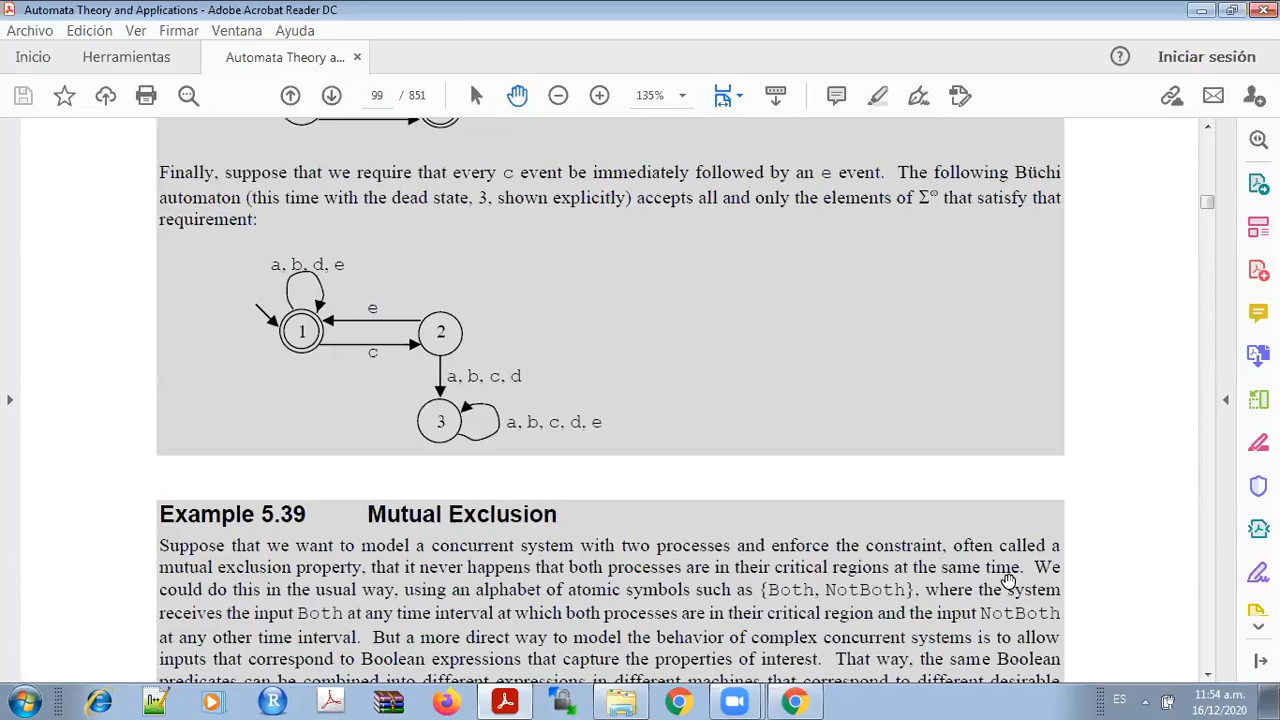 Automata Theory and Applications - Adobe Acrobat Reader DC
Archivo Edición Ver Firmar Ventana Ayuda
Inicio Herramientas Automata Theory a... × Iniciar sesión
99 / 851 135%
Finally, suppose that we require that every c event be immediately followed by an e event. The following Büchi
automaton (this time with the dead state, 3, shown explicitly) accepts all and only the elements of Σω that satisfy that
requirement:
a, b, d, e
e
1 2
c
a, b, c, d
3 a, b, c, d, e
Example 5.39 Mutual Exclusion
Suppose that we want to model a concurrent system with two processes and enforce the constraint, often called a
mutual exclusion property, that it never happens that both processes are in their critical regions at the same time. We
could do this in the usual way, using an alphabet of atomic symbols such as {Both, NotBoth}, where the system
receives the input Both at any time interval at which both processes are in their critical region and the input NotBoth
at any other time interval. But a more direct way to model the behavior of complex concurrent systems is to allow
inputs that correspond to Boolean expressions that capture the properties of interest. That way, the same Boolean
predicates can be combined into different expressions in different machines that correspond to different desirable
ES 11:54 a.m.
16/12/2020